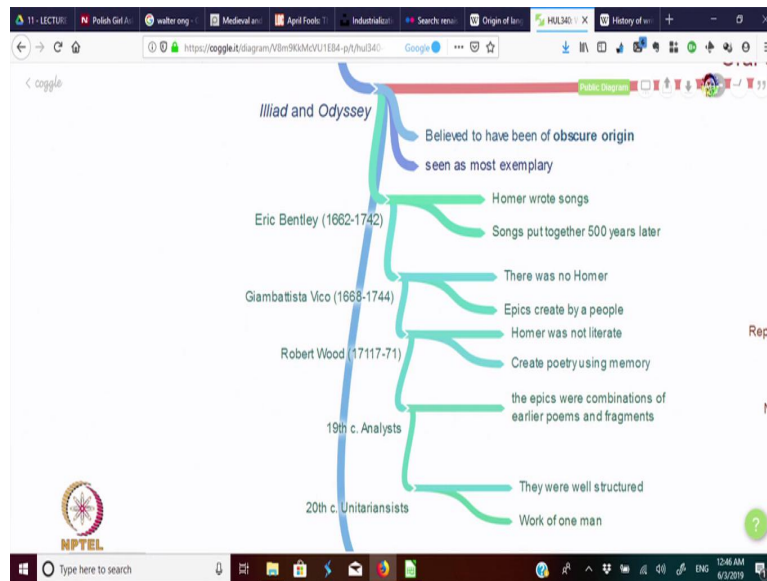 11 - LECTURE
Polish Girl As
walter ong -
Medieval and
April Fools: T
Industrializati
Search: renai
Origin of lang
HUL340: V
History of wri
https://coggle.it/diagram/V8m9KkMcVU1E84-p/t/hul340
Google
coggle
Public Diagram
Illiad and Odyssey
Believed to have been of obscure origin
seen as most exemplary
Homer wrote songs
Eric Bentley (1662-1742)
Songs put together 500 years later
There was no Homer
Giambattista Vico (1668-1744)
Epics create by a people
Homer was not literate
Rep
Robert Wood (17117-71)
Create poetry using memory
the epics were combinations of
earlier poems and fragments
19th c. Analysts
They were well structured
20th c. Unitariansists
Work of one man
NPTEL
Type here to search
ENG
12:46 AM
6/3/2019